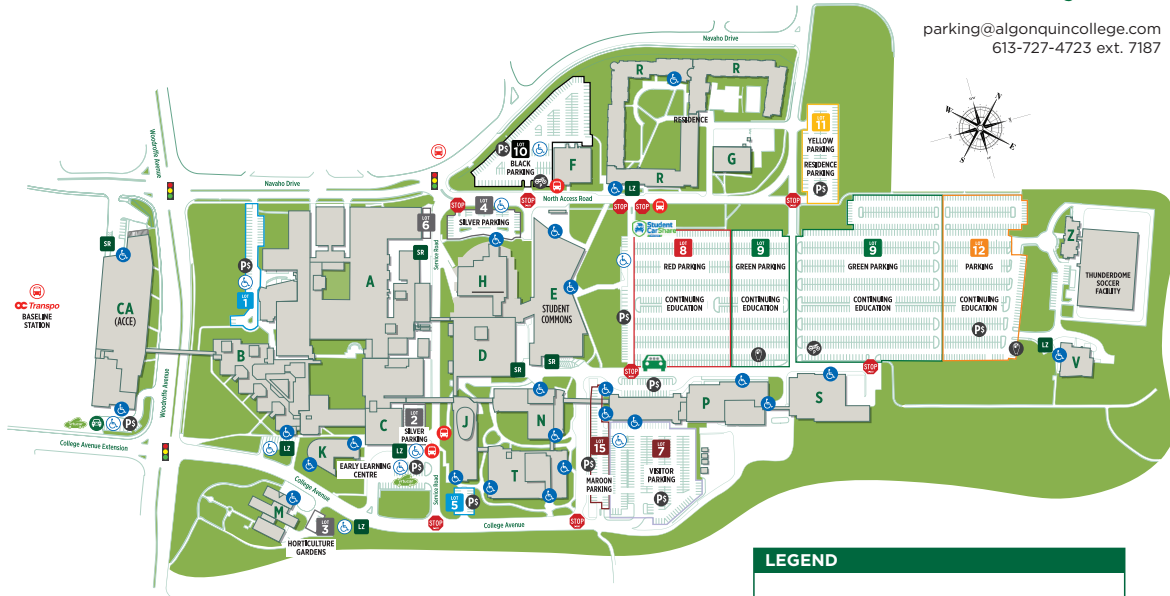 parking@algonquincollege.com
613-727-4723 ext. 7187
Navaho Drive
R
R
N
E
S
W
RESIDENCE
LOT
11
YELLOW
PARKING
RESIDENCE
PARKING
P$
Woodroffe Avenue
P$
LOT
10
BLACK
PARKING
F
G
R
Navaho Drive
LZ
North Access Road
STOP
LOT
4
STOP
STOP
STOP
STOP
SILVER PARKING
LOT
6
Student
CarShare
SR
SR
Service Road
P$
LOT
1
A
H
E
STUDENT
COMMONS
LOT
8
RED PARKING
LOT
9
GREEN PARKING
LOT
9
GREEN PARKING
LOT
12
PARKING
Z
THUNDERDOME
SOCCER
FACILITY
OC Transpo
BASELINE
STATION
CA
(ACCE)
CONTINUING
EDUCATION
CONTINUING
EDUCATION
CONTINUING
EDUCATION
CONTINUING
EDUCATION
P$
P$
B
D
SR
SR
STOP
P$
STOP
LZ
V
Woodroffe Avenue
P$
College Avenue Extension
C
LOT
2
SILVER
PARKING
J
N
P
S
K
LZ
LZ
P$
EARLY LEARNING
CENTRE
Service Road
T
LOT
15
MAROON
PARKING
P$
LOT
7
VISITOR
PARKING
P$
College Avenue
M
LOT
3
LZ
HORTICULTURE
GARDENS
LOT
5
P$
STOP
College Avenue
STOP
LEGEND